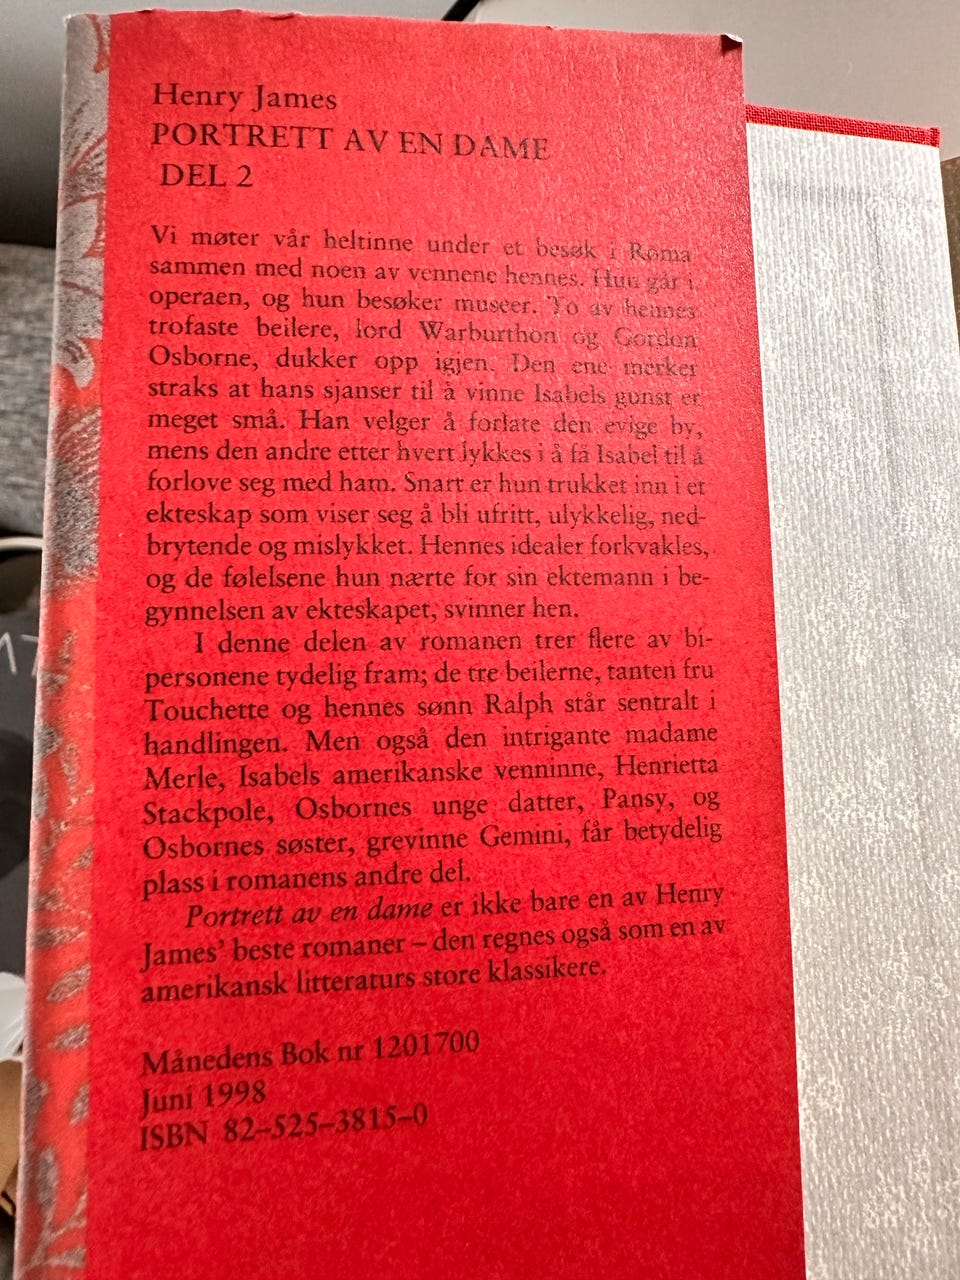 Henry James
PORTRETT AV EN DAME
DEL 2
Vi møter vår heltinne under et besøk i Roma
sammen med noen av vennene hennes. Hun går i
operaen, og hun besøker museer. To av hennes
trofaste beilere, lord Warburthon og Gordon
Osborne, dukker opp igjen. Den ene merker
straks at hans sjanser til å vinne Isabels gunst er
meget små. Han velger å forlate den evige by,
mens den andre etter hvert lykkes i å få Isabel til å
forlove seg med ham. Snart er hun trukket inn i et
ekteskap som viser seg å bli ufritt, ulykkelig, ned-
brytende og mislykket. Hennes idealer forkvakles,
og de følelsene hun nærte for sin ektemann i be-
gynnelsen av ekteskapet, svinner hen.
I denne delen av romanen trer flere av bi-
personene tydelig fram; de tre beilerne, tanten fru
Touchette og hennes sønn Ralph står sentralt i
handlingen. Men også den intrigante madame
Merle, Isabels amerikanske venninne, Henrietta
Stackpole, Osbornes unge datter, Pansy, og
Osbornes søster, grevinne Gemini, får betydelig
plass i romanens andre del.
Portrett av en dame er ikke bare en av Henry
James' beste romaner – den regnes også som en av
amerikansk litteraturs store klassikere.
Månedens Bok nr 1201700
Juni 1998
ISBN 82–525–3815–0